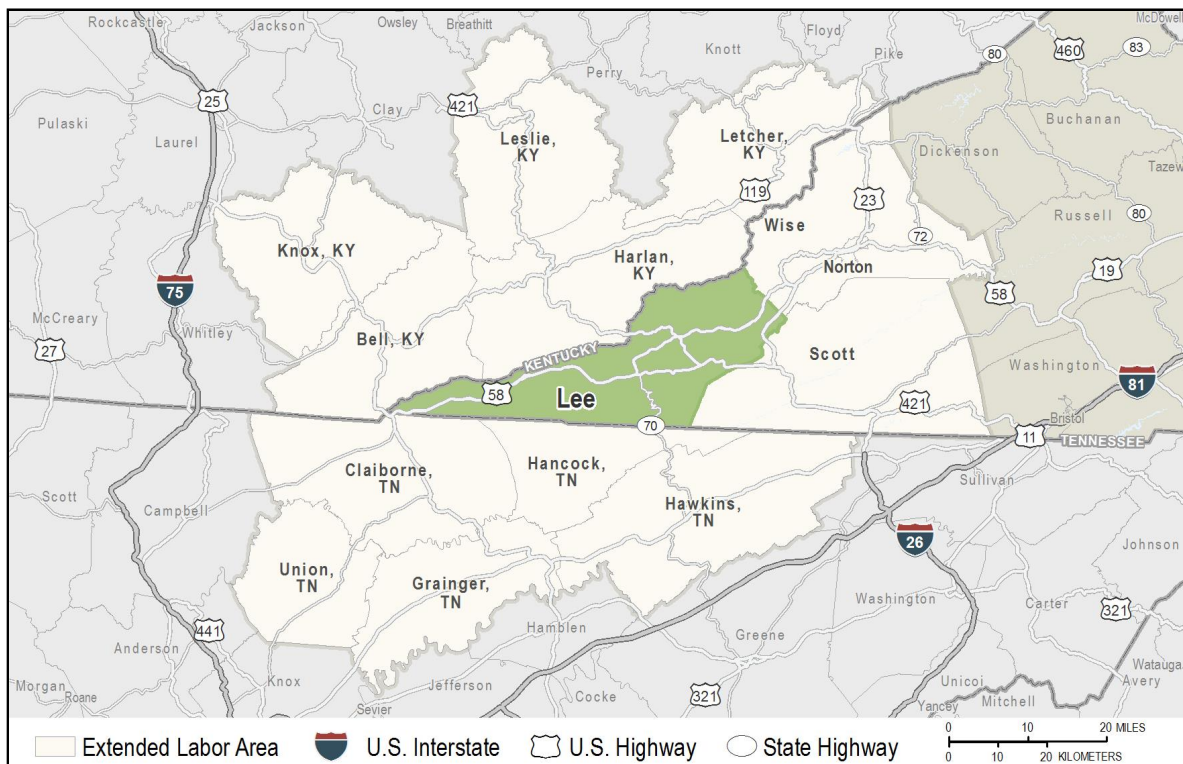 Rockcastle
Jackson
Owsley
Breathitt
Floyd
McDowell
Knott
Pike
80
460
83
Perry
25
421
Clay
Pulaski
Laurel
Leslie,
KY
Letcher,
KY
Buchanan
Dickenson
Tazew
119
23
Russell
80
Wise
72
Knox, KY
Harlan,
KY
Norton
19
75
58
McCreary
Whitley
27
Bell, KY
KENTUCKY
Scott
Washington
81
58
Lee
421
Bristol
70
11
TENNESSEE
Claiborne,
TN
Hancock,
TN
Sullivan
Scott
Campbell
Hawkins,
TN
26
Johnson
Union,
TN
Grainger,
TN
Washington
Carter
321
441
Hamblen
Greene
Anderson
Watauga
Morgan
Roane
Knox
Jefferson
Unicoi
Avery
Mitchell
Cocke
321
Sevier
Yancey
Extended Labor Area
U.S. Interstate
U.S. Highway
State Highway
0 10 20 MILES
0 10 20 KILOMETERS